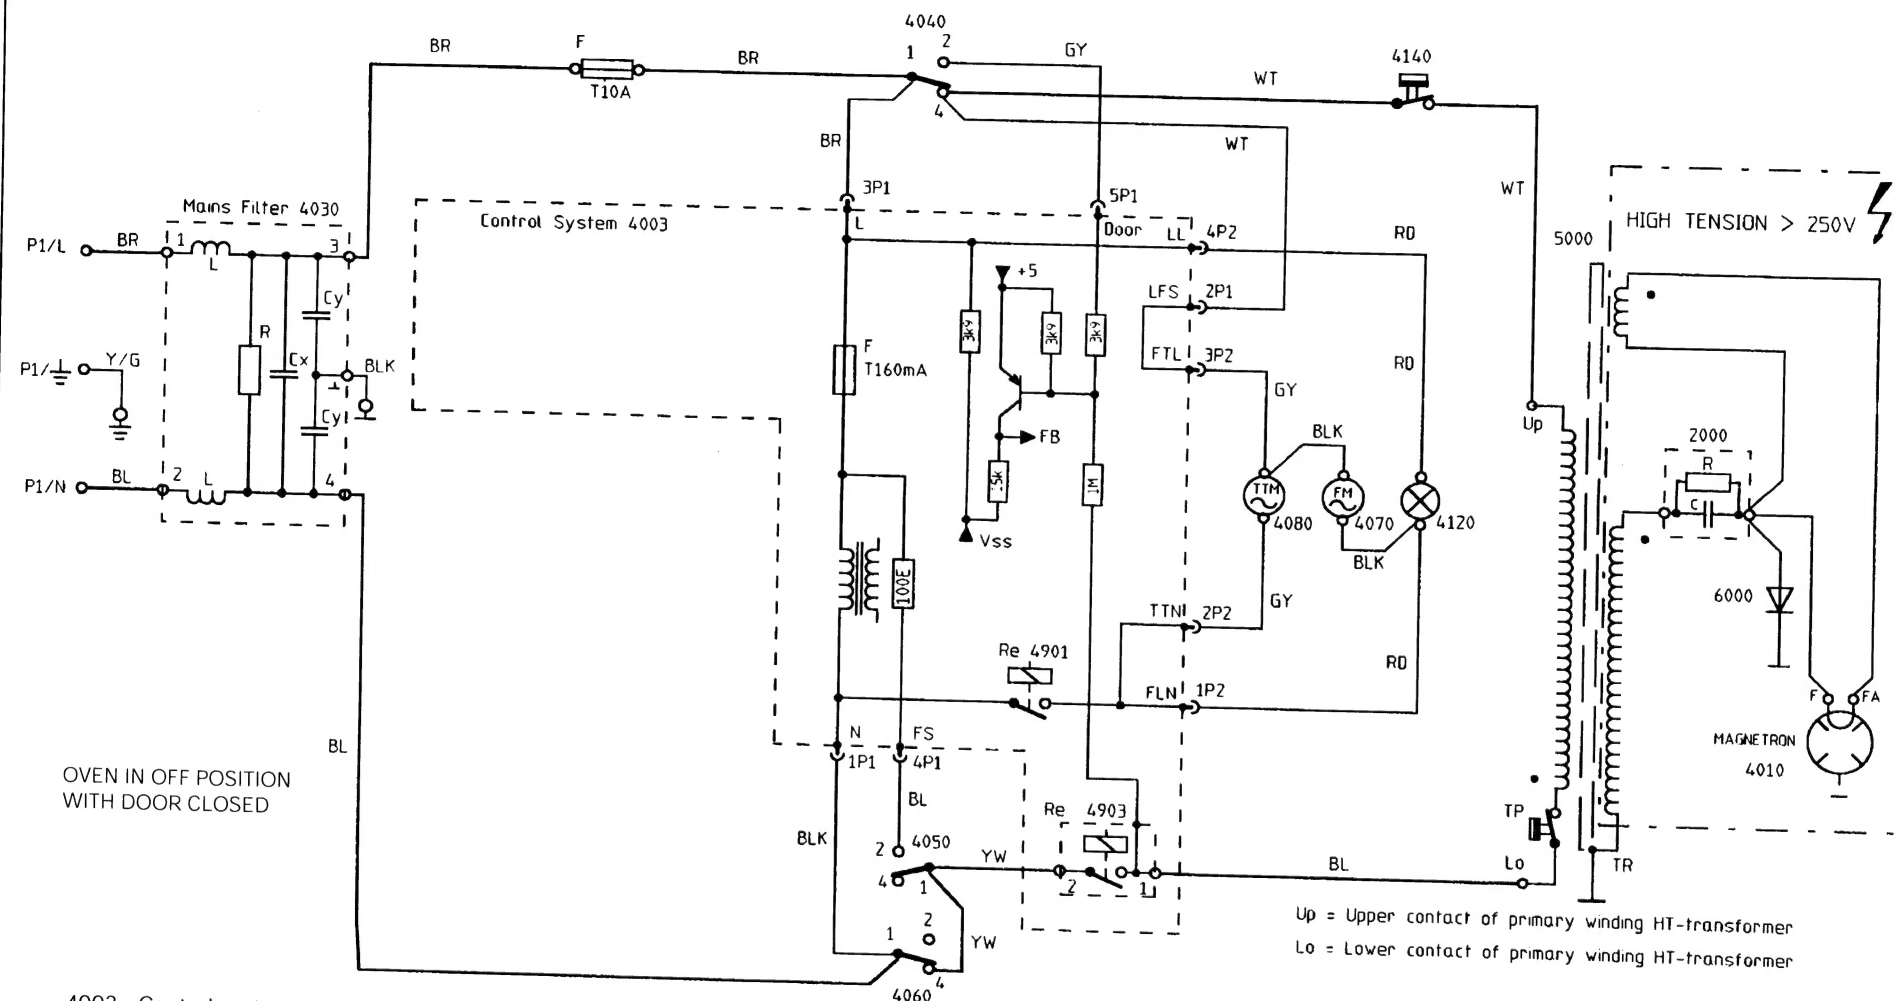 4040
BR
F
BR
1
2
GY
T10A
4
WT
4140
BR
WT
WT
3P1
5P1
Mains Filter 4030
Control System 4003
L
Door
LL
4P2
RD
HIGH TENSION > 250V
5000
P1/L
BR
1
3
L
+5
LFS
2P1
Cy
R
3k9
3k9
3k9
F
T160mA
FTL
3P2
RD
P1/
Y/G
Cx
BLK
GY
Cy
Up
FB
BLK
2000
R
P1/N
BL
2
L
4
5k
1M
TTM
FM
C
4080
4070
4120
Vss
BLK
100E
GY
6000
TTN
2P2
Re 4901
RD
FLN
1P2
F
FA
N
FS
BL
1P1
4P1
MAGNETRON
4010
OVEN IN OFF POSITION
WITH DOOR CLOSED
BL
Re 4903
TP
BLK
2
4050
YW
4
1
2
1
BL
Lo
TR
2
1
YW
4
4060
Up = Upper contact of primary winding HT-transformer
Lo = Lower contact of primary winding HT-transformer